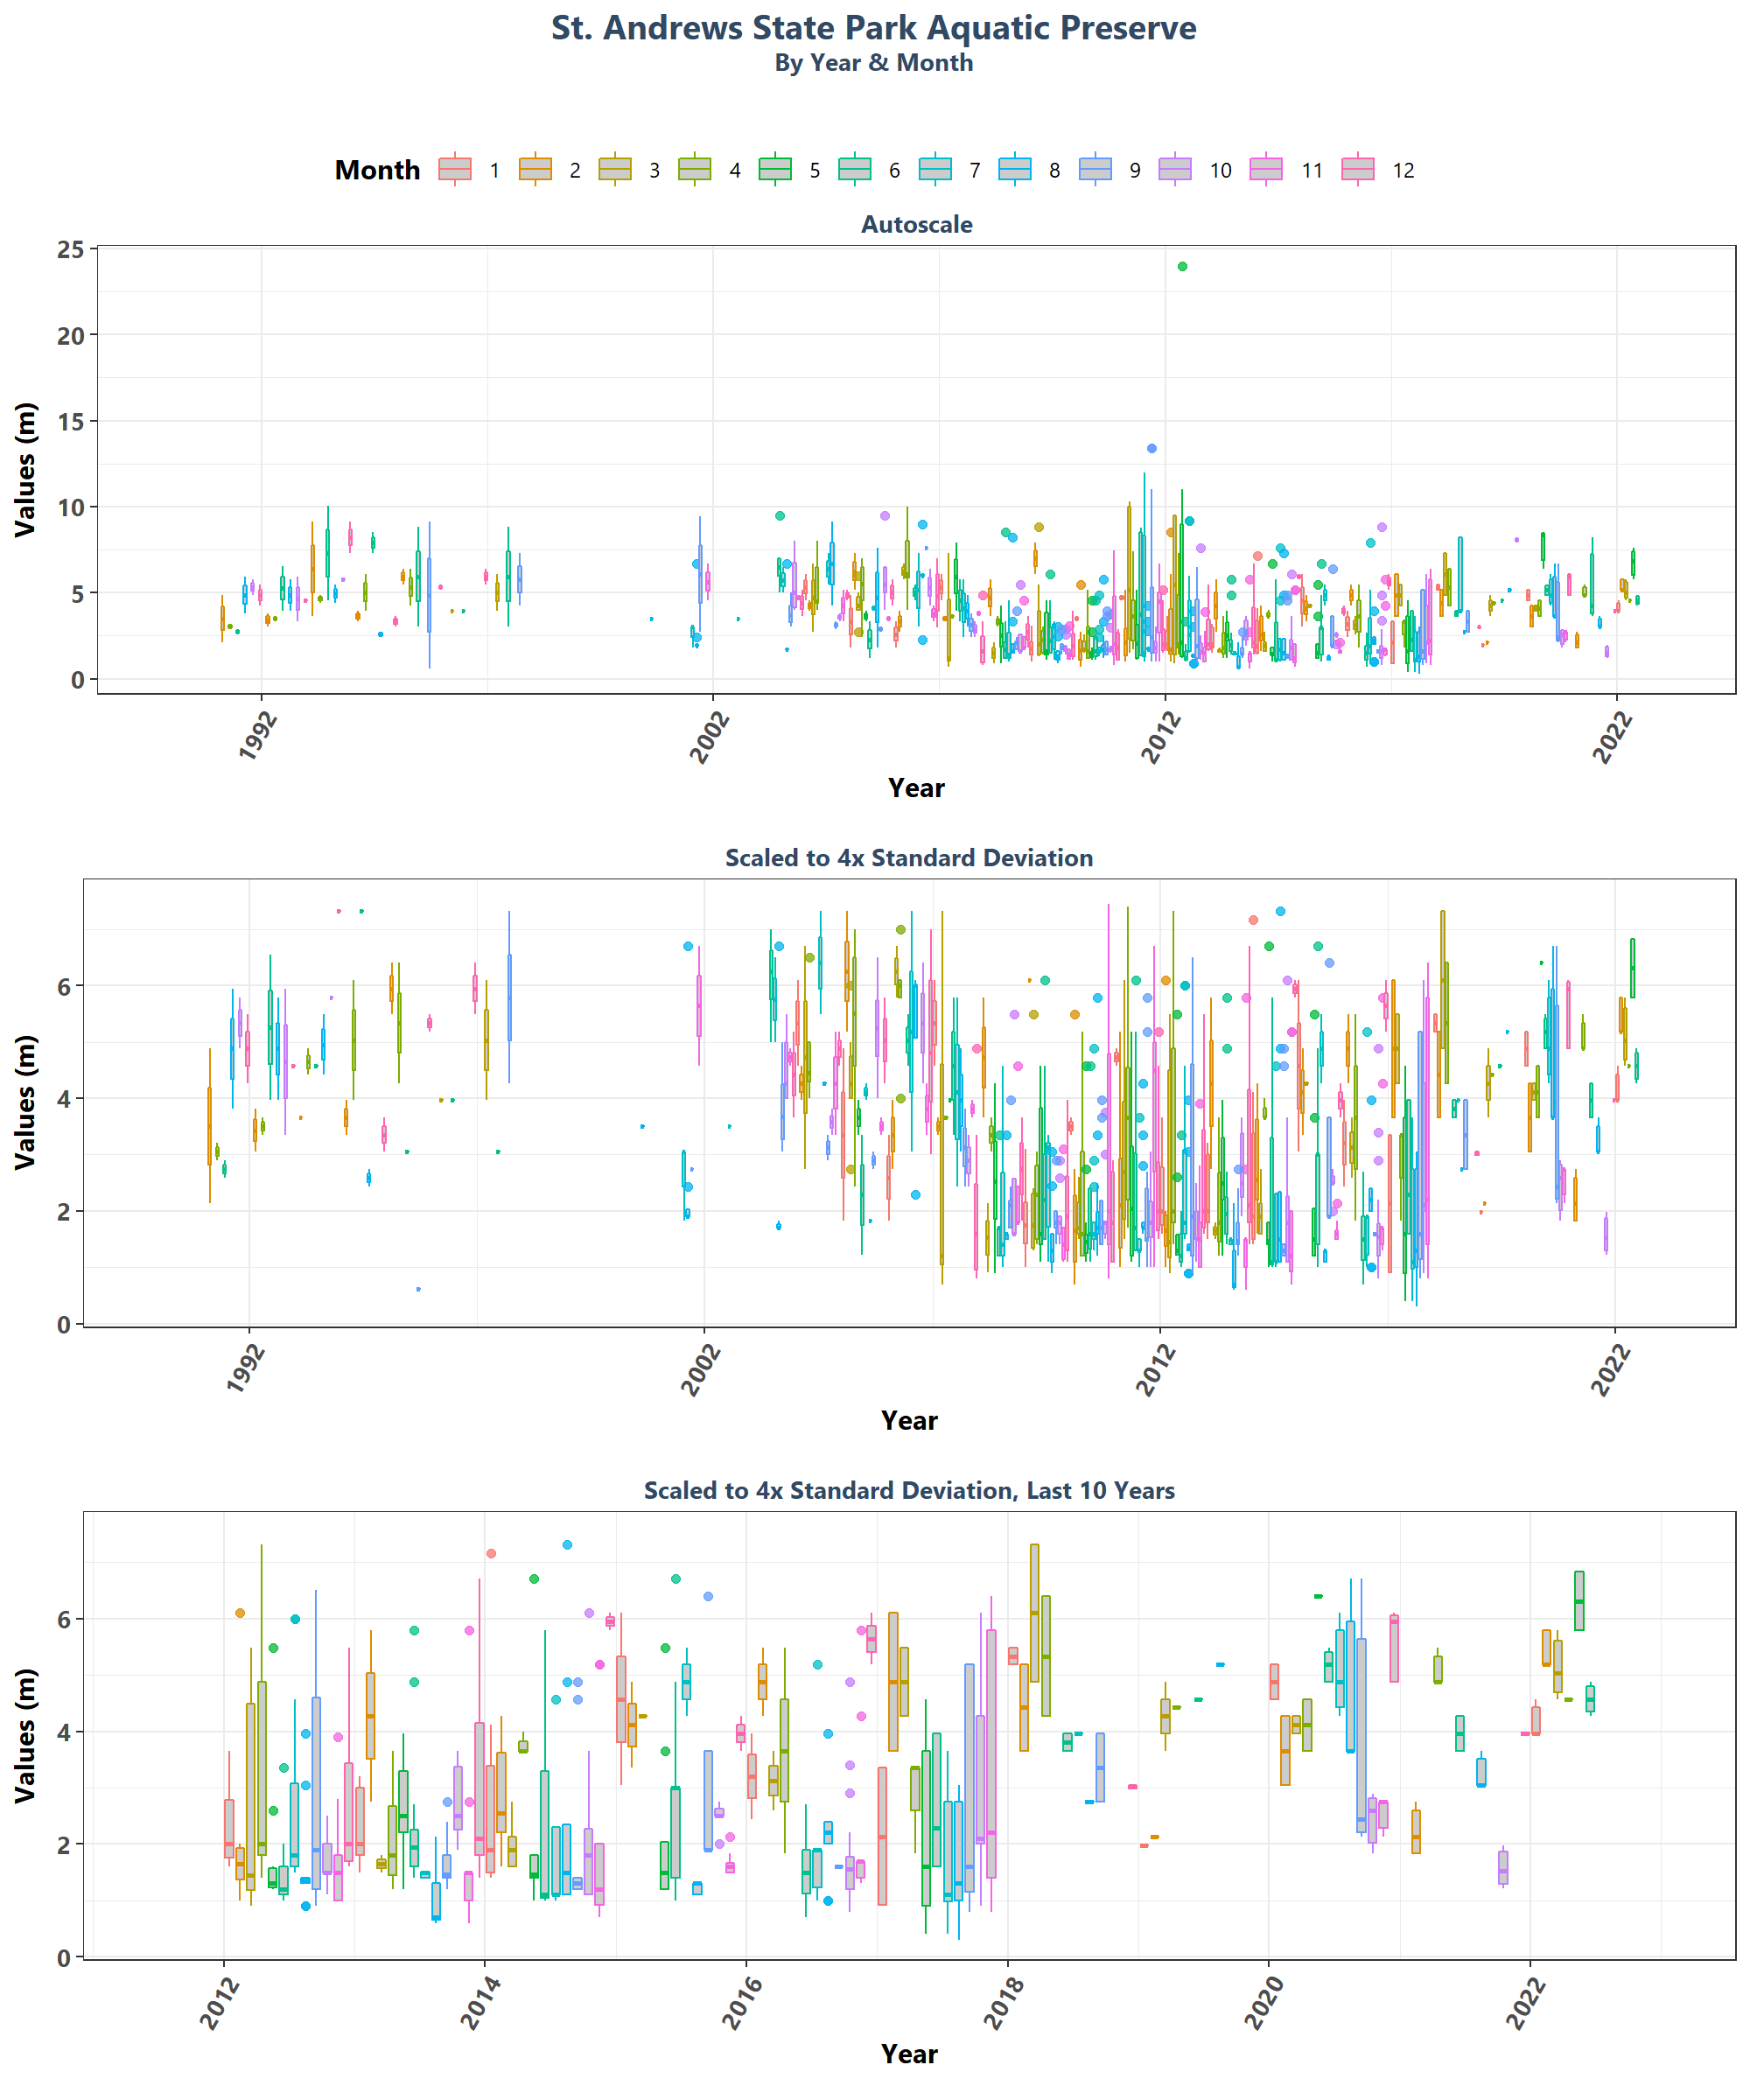 St. Andrews State Park Aquatic Preserve
By Year & Month
Month 1 2 3 4 5 6 7 8 9 10 11 12
Autoscale
Values (m)
25
20
15
10
5
0
1992 2002 2012 2022
Year
Scaled to 4x Standard Deviation
Values (m)
6
4
2
0
1992 2002 2012 2022
Year
Scaled to 4x Standard Deviation, Last 10 Years
Values (m)
6
4
2
0
2012 2014 2016 2018 2020 2022
Year